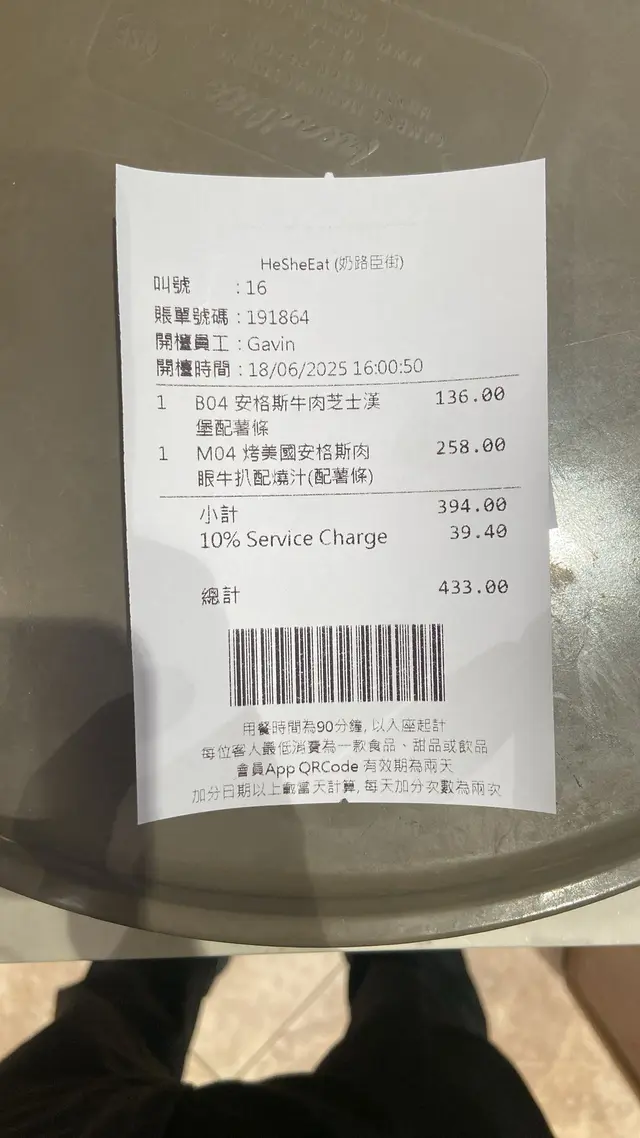 HeSheEat (奶路臣街)
叫號 : 16
賬單號碼 : 191864
開檯員工 : Gavin
開檯時間 : 18/06/2025 16:00:50
1 B04 安格斯牛肉芝士漢 136.00
堡配薯條
1 M04 烤美國安格斯肉 258.00
眼牛扒配燒汁(配薯條)
小計 394.00
10% Service Charge 39.40
總計 433.00
用餐時間為90分鐘, 以入座起計
每位客人最低消費為一款食品、甜品或飲品
會員App QRCode 有效期為兩天
加分日期以上載當天計算, 每天加分次數為兩次